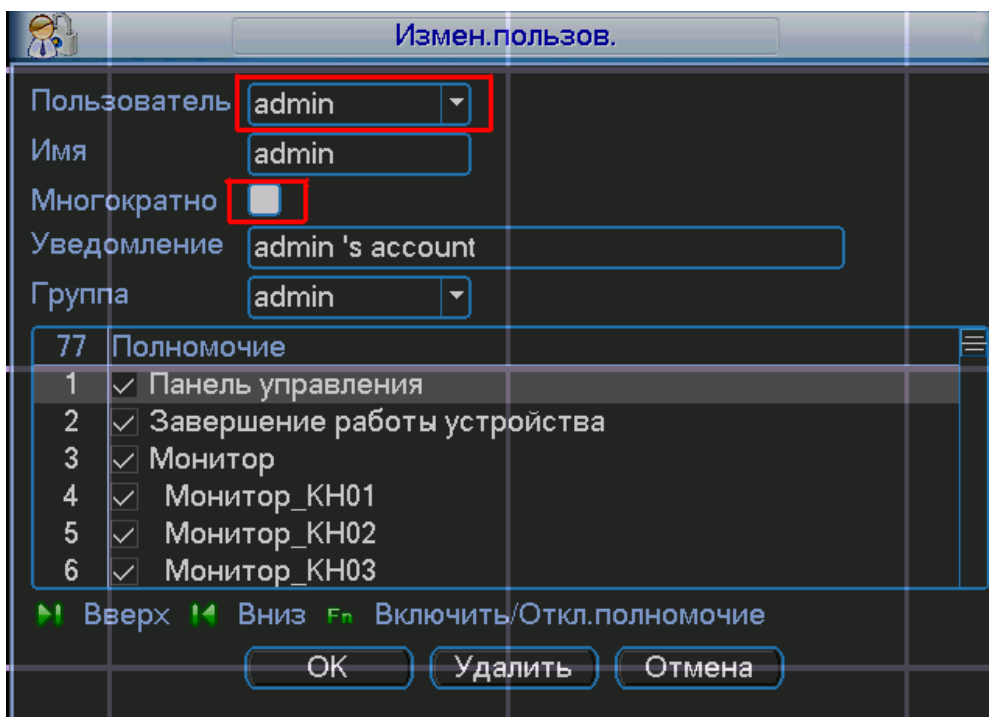 Измен.пользов.
Пользователь admin
Имя admin
Многократно
Уведомление admin 's account
Группа admin
77 Полномочие
1 Панель управления
2 Завершение работы устройства
3 Монитор
4 Монитор_КН01
5 Монитор_КН02
6 Монитор_КН03
Вверх Вниз Fn Включить/Откл.полномочие
OK Удалить Отмена